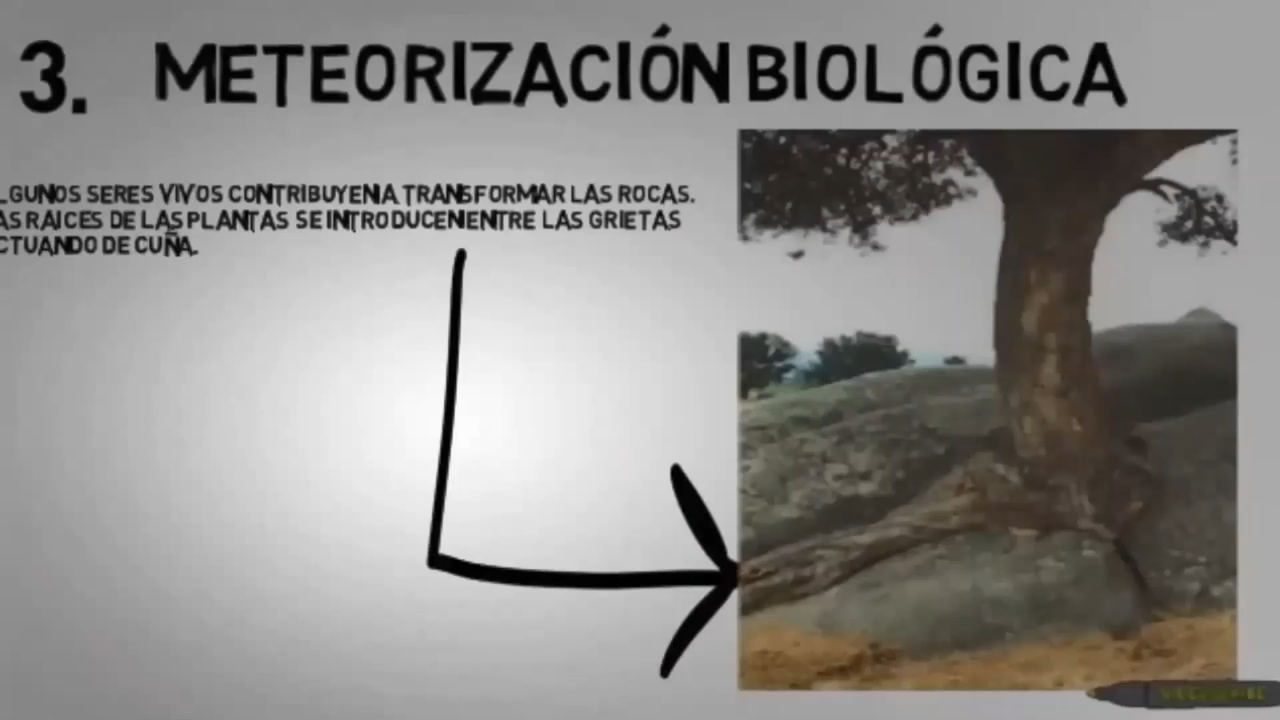 3. METEORIZACIÓN BIOLÓGICA
LGUNOS SERES VIVOS CONTRIBUYEN A TRANSFORMAR LAS ROCAS.
AS RAICES DE LAS PLANTAS SE INTRODUCEN ENTRE LAS GRIETAS
CTUANDO DE CUÑA.